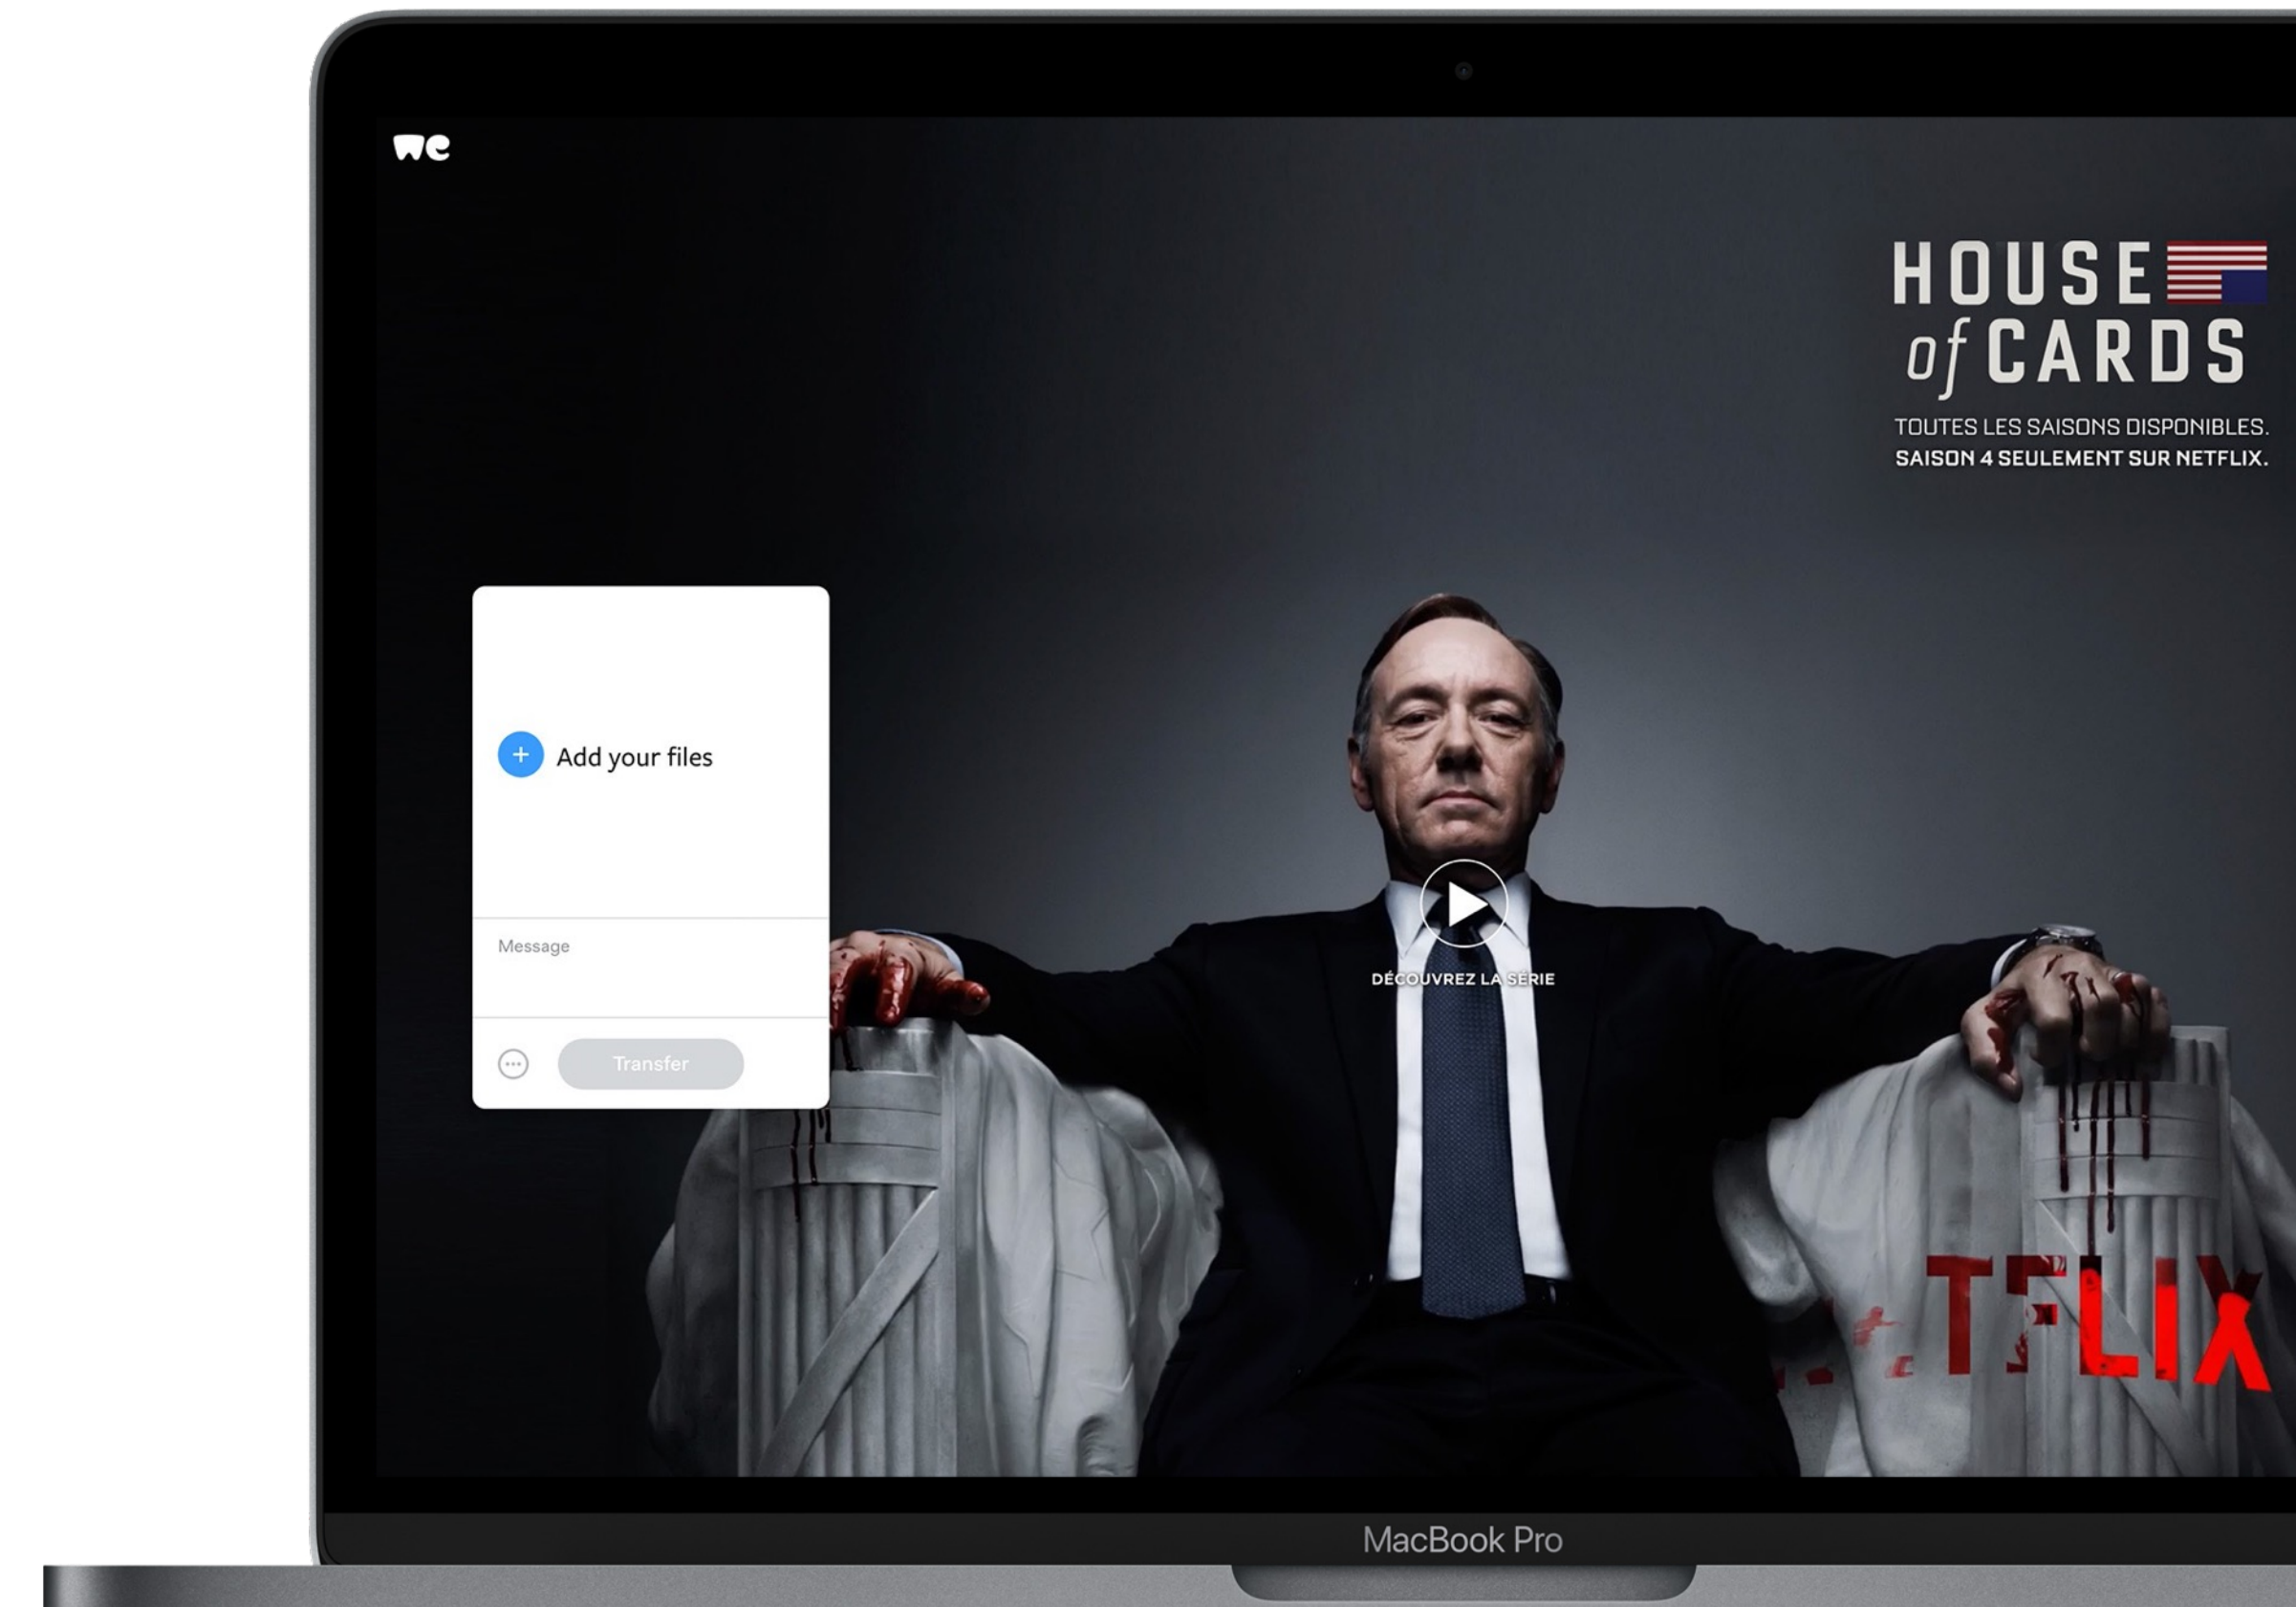 we
HOUSE
of CARDS
TOUTES LES SAISONS DISPONIBLES.
SAISON 4 SEULEMENT SUR NETFLIX.
+ Add your files
Message
DÉCOUVREZ LA SÉRIE
Transfer
TFLIX
MacBook Pro